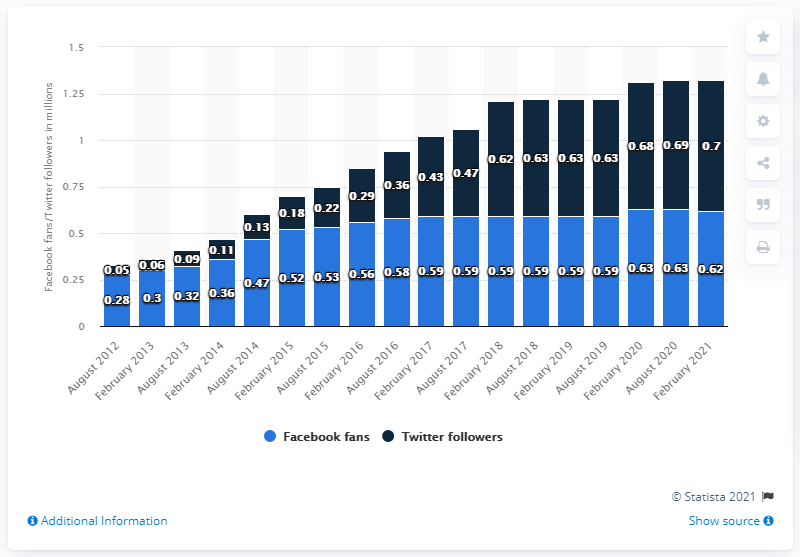 Facebook fans/Twitter followers in millions
1.5
1.25
1
0.75
0.5
0.25
0
0.05 0.06 0.09 0.11 0.13 0.18 0.22 0.29 0.36 0.43 0.47 0.62 0.63 0.63 0.63 0.68 0.69 0.7
0.28 0.3 0.32 0.36 0.47 0.52 0.53 0.56 0.58 0.59 0.59 0.59 0.59 0.59 0.59 0.63 0.63 0.62
August 2012
February 2013
August 2013
February 2014
August 2014
February 2015
August 2015
February 2016
August 2016
February 2017
August 2017
February 2018
August 2018
February 2019
August 2019
February 2020
August 2020
February 2021
Facebook fans Twitter followers
© Statista 2021
Additional Information Show source